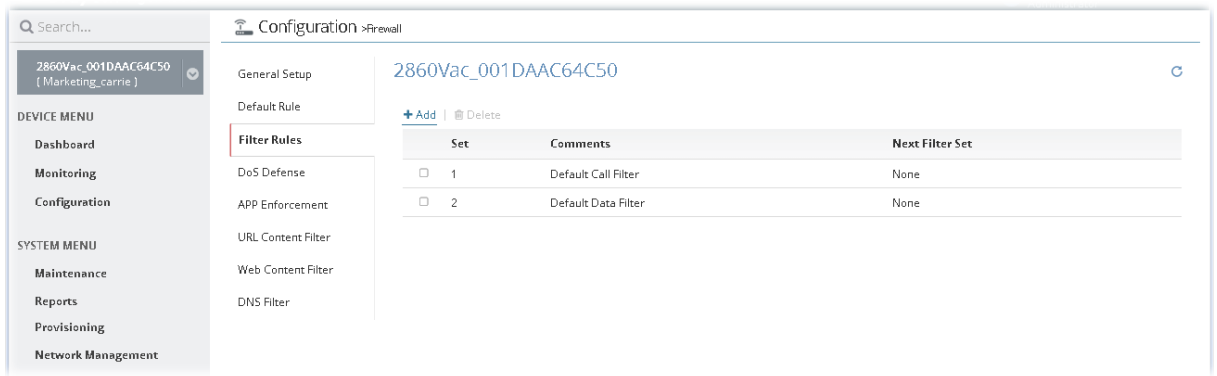 Search...
2860Vac_001DAAC64C50
[ Marketing_carrie ]
DEVICE MENU
Dashboard
Monitoring
Configuration
SYSTEM MENU
Maintenance
Reports
Provisioning
Network Management
Configuration >Firewall
General Setup
Default Rule
Filter Rules
DoS Defense
APP Enforcement
URL Content Filter
Web Content Filter
DNS Filter
2860Vac_001DAAC64C50
+ Add | Delete
Set Comments Next Filter Set
1 Default Call Filter None
2 Default Data Filter None